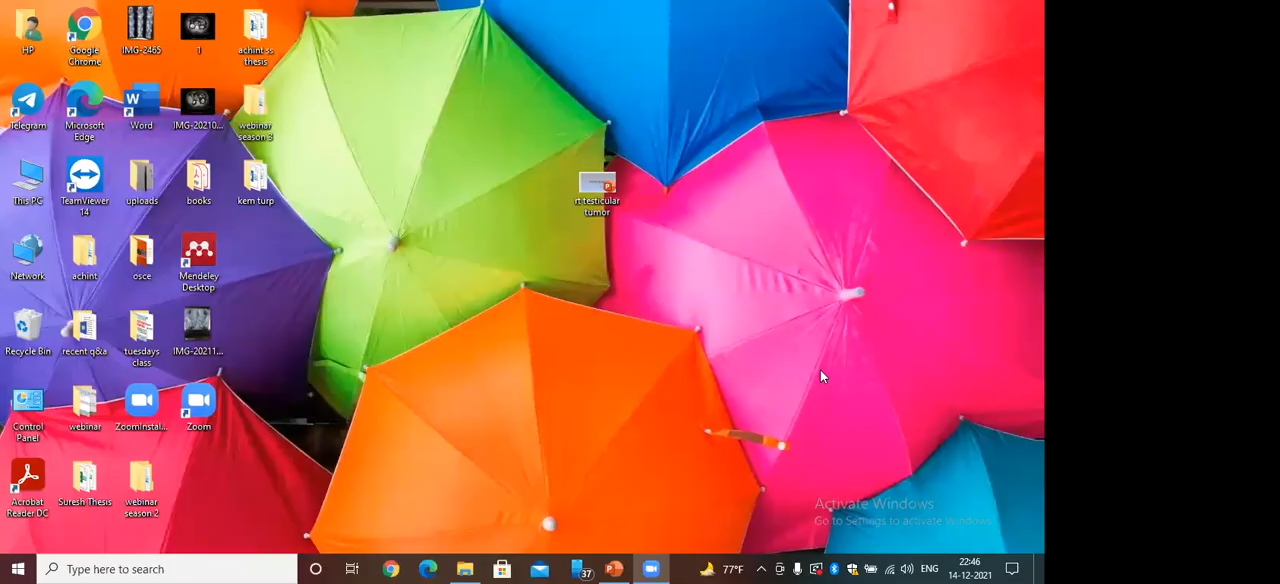 HP
Google
Chrome
IMG-2465
1
achint ss
thesis
Telegram
Microsoft
Edge
Word
IMG-20210...
webinar
season 3
This PC
TeamViewer
14
uploads
books
kem turp
rt testicular
tumor
Network
achint
osce
Mendeley
Desktop
Recycle Bin
recent q&a
tuesdays
class
IMG-20211...
Control
Panel
webinar
ZoomInstal...
Zoom
Acrobat
Reader DC
Suresh Thesis
webinar
season 2
Activate Windows
Go to Settings to activate Windows.
Type here to search
37
77°F
ENG
22:46
14-12-2021